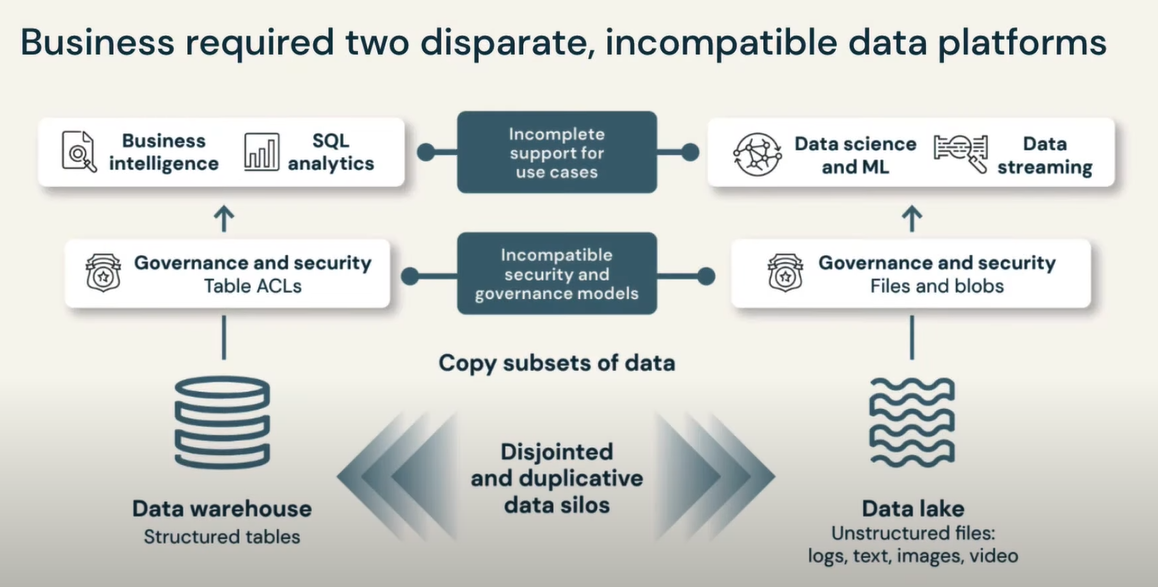 Business required two disparate, incompatible data platforms
Business
intelligence
SQL
analytics
Incomplete
support for
use cases
Data science
and ML
Data
streaming
Governance and security
Table ACLs
Incompatible
security and
governance models
Governance and security
Files and blobs
Copy subsets of data
Disjointed
and duplicative
data silos
Data warehouse
Structured tables
Data lake
Unstructured files:
logs, text, images, video